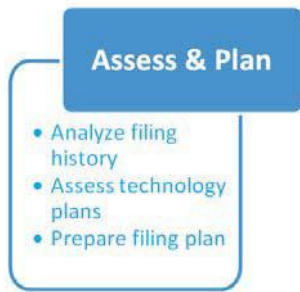 Assess & Plan
• Analyze filing
history
• Assess technology
plans
• Prepare filing plan